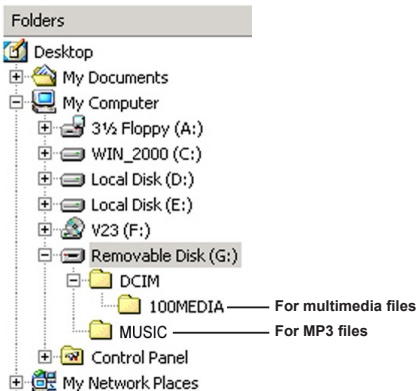 Folders
Desktop
My Documents
My Computer
3½ Floppy (A:)
WIN_2000 (C:)
Local Disk (D:)
Local Disk (E:)
V23 (F:)
Removable Disk (G:)
DCIM
100MEDIA For multimedia files
MUSIC For MP3 files
Control Panel
My Network Places